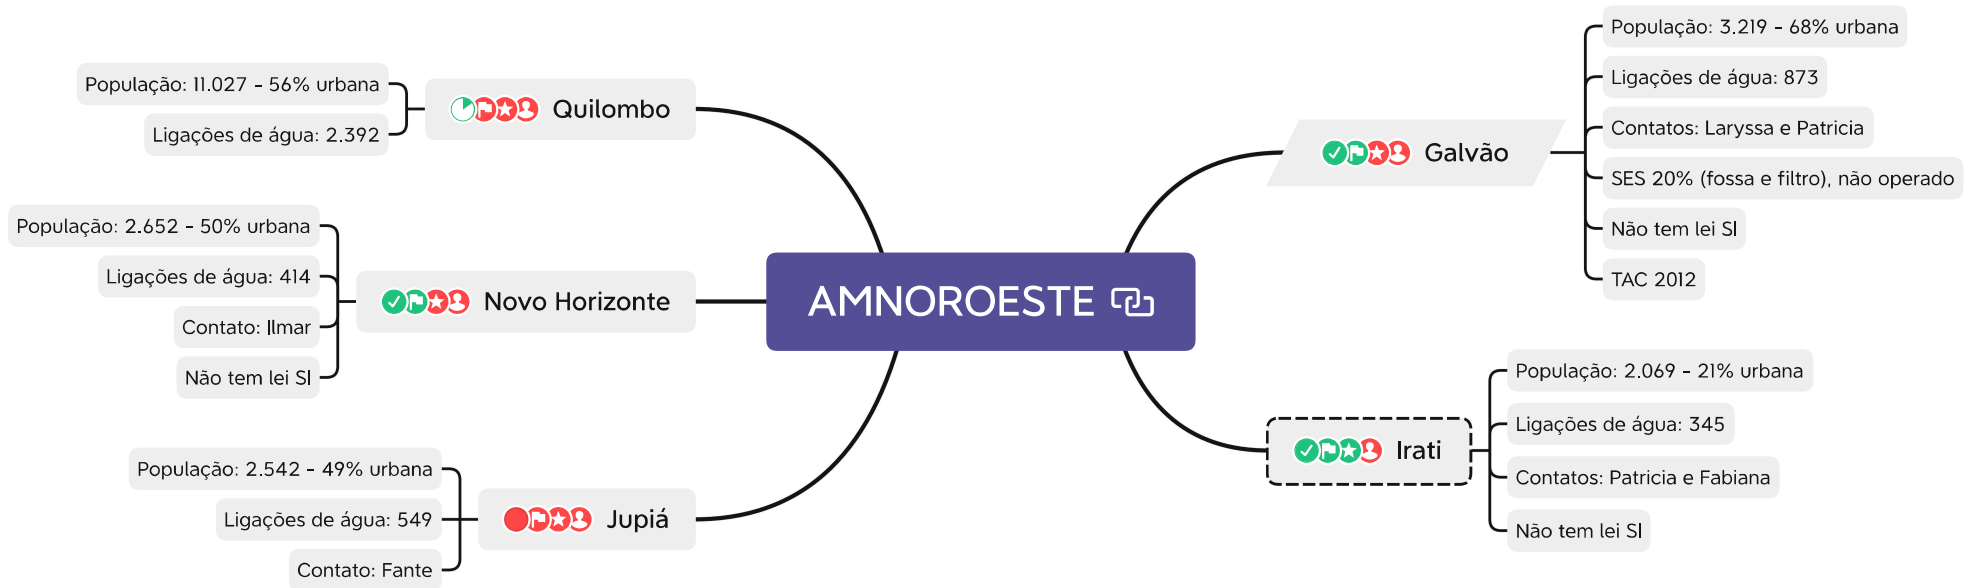 AMNOROESTE
Galvão
População: 3.219 - 68% urbana
Ligações de água: 873
Contatos: Laryssa e Patricia
SES 20% (fossa e filtro), não operado
Não tem lei SI
TAC 2012
Irati
População: 2.069 - 21% urbana
Ligações de água: 345
Contatos: Patricia e Fabiana
Não tem lei SI
Quilombo
População: 11.027 - 56% urbana
Ligações de água: 2.392
Novo Horizonte
População: 2.652 - 50% urbana
Ligações de água: 414
Contato: Ilmar
Não tem lei SI
Jupiá
População: 2.542 - 49% urbana
Ligações de água: 549
Contato: Fante